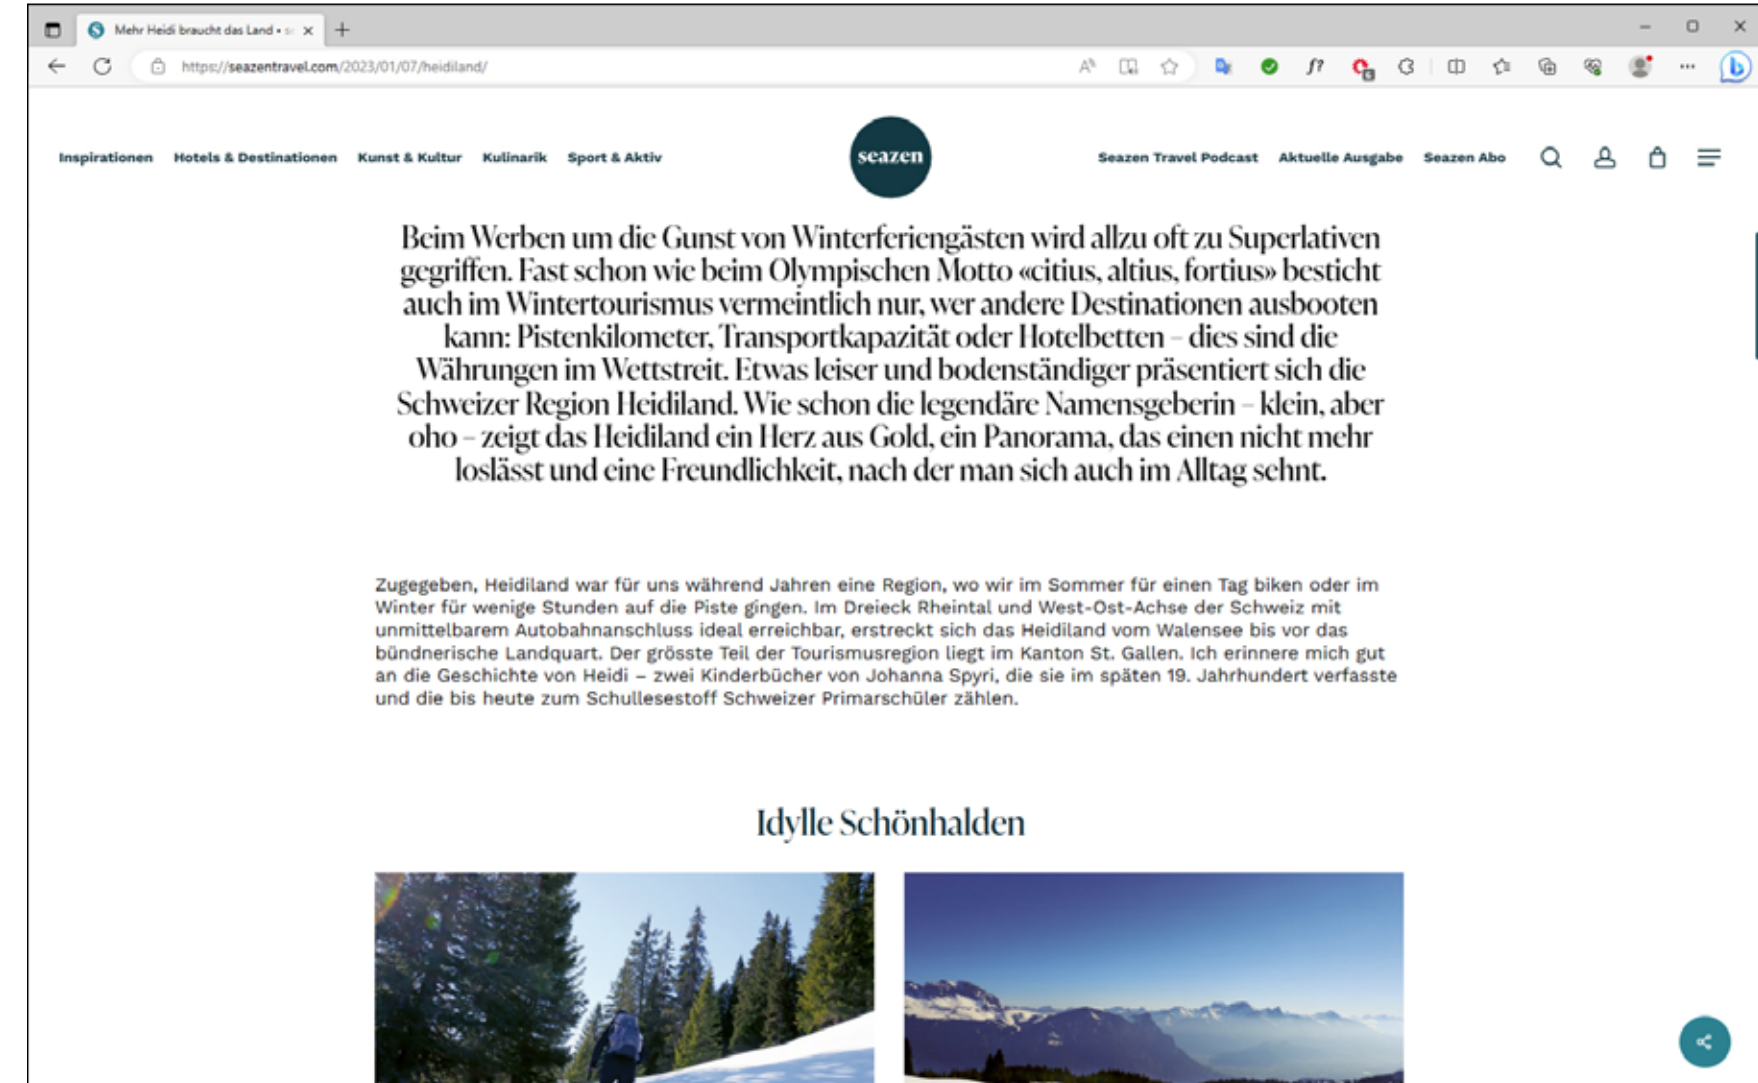 Mehr Heidi braucht das Land •
https://seazentravel.com/2023/01/07/heidiland/
Inspirationen Hotels & Destinationen Kunst & Kultur Kulinarik Sport & Aktiv
seazen
Seazen Travel Podcast Aktuelle Ausgabe Seazen Abo
Beim Werben um die Gunst von Winterferiengästen wird allzu oft zu Superlativen
gegriffen. Fast schon wie beim Olympischen Motto «citius, altius, fortius» besticht
auch im Wintertourismus vermeintlich nur, wer andere Destinationen ausbooten
kann: Pistenkilometer, Transportkapazität oder Hotelbetten – dies sind die
Währungen im Wettstreit. Etwas leiser und bodenständiger präsentiert sich die
Schweizer Region Heidiland. Wie schon die legendäre Namensgeberin – klein, aber
oho – zeigt das Heidiland ein Herz aus Gold, ein Panorama, das einen nicht mehr
loslässt und eine Freundlichkeit, nach der man sich auch im Alltag sehnt.
Zugegeben, Heidiland war für uns während Jahren eine Region, wo wir im Sommer für einen Tag biken oder im
Winter für wenige Stunden auf die Piste gingen. Im Dreieck Rheintal und West-Ost-Achse der Schweiz mit
unmittelbarem Autobahnanschluss ideal erreichbar, erstreckt sich das Heidiland vom Walensee bis vor das
bündnerische Landquart. Der grösste Teil der Tourismusregion liegt im Kanton St. Gallen. Ich erinnere mich gut
an die Geschichte von Heidi – zwei Kinderbücher von Johanna Spyri, die sie im späten 19. Jahrhundert verfasste
und die bis heute zum Schullesestoff Schweizer Primarschüler zählen.
Idylle Schönhalden